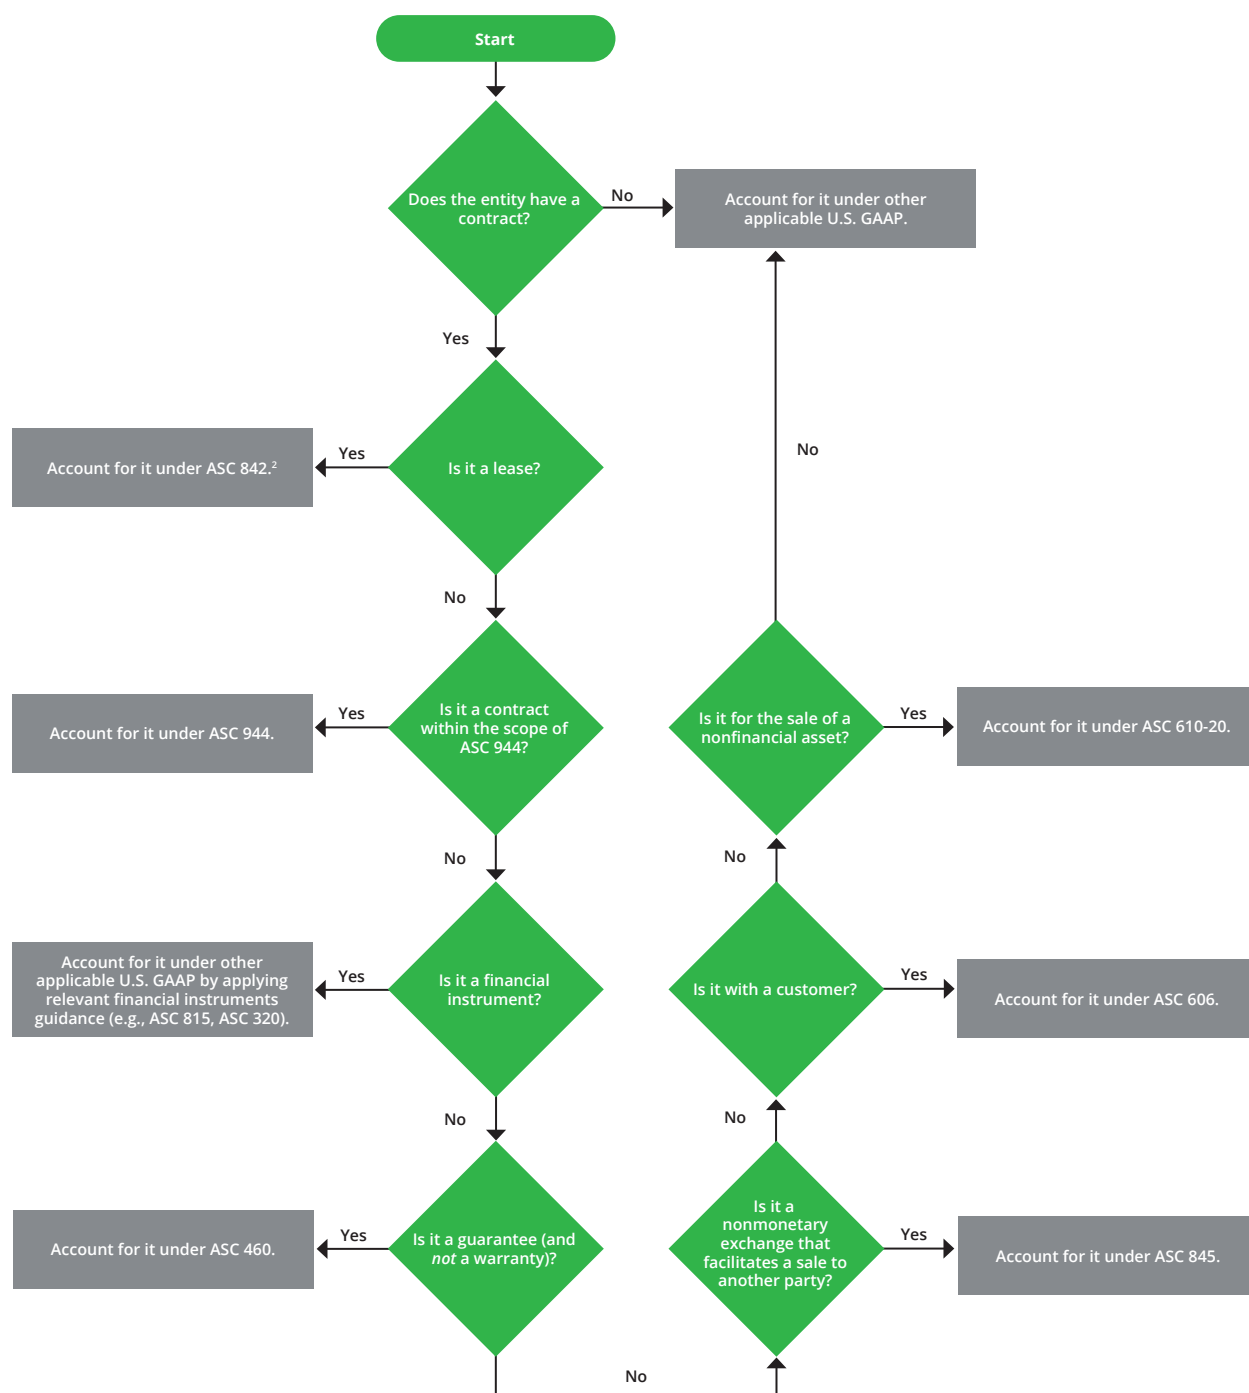 Start
Does the entity have a
contract?
No
Account for it under other
applicable U.S. GAAP.
Yes
Is it a lease?
Yes
Account for it under ASC 842.²
No
No
Is it a contract
within the scope of
ASC 944?
Yes
Account for it under ASC 944.
Is it for the sale of a
nonfinancial asset?
Yes
Account for it under ASC 610-20.
No
No
Is it a financial
instrument?
Yes
Account for it under other
applicable U.S. GAAP by applying
relevant financial instruments
guidance (e.g., ASC 815, ASC 320).
Is it with a customer?
Yes
Account for it under ASC 606.
No
No
Is it a guarantee (and
not a warranty)?
Yes
Account for it under ASC 460.
Is it a
nonmonetary
exchange that
facilitates a sale to
another party?
Yes
Account for it under ASC 845.
No